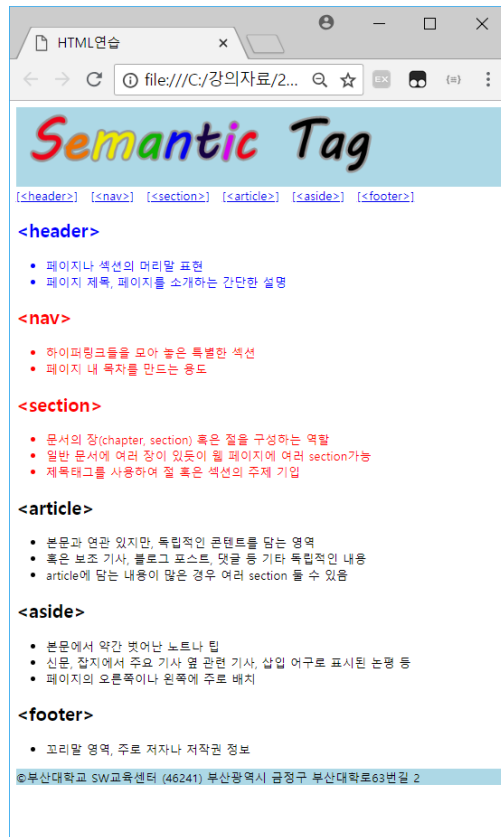 HTML연습
file:///C:/강의자료/2...
EX
{=}
Semantic Tag
[<header>] [<nav>] [<section>] [<article>] [<aside>] [<footer>]
<header>
페이지나 섹션의 머리말 표현
페이지 제목, 페이지를 소개하는 간단한 설명
<nav>
하이퍼링크들을 모아 놓은 특별한 섹션
페이지 내 목차를 만드는 용도
<section>
문서의 장(chapter, section) 혹은 절을 구성하는 역할
일반 문서에 여러 장이 있듯이 웹 페이지에 여러 section가능
제목태그를 사용하여 절 혹은 섹션의 주제 기입
<article>
본문과 연관 있지만, 독립적인 콘텐트를 담는 영역
혹은 보조 기사, 블로그 포스트, 댓글 등 기타 독립적인 내용
article에 담는 내용이 많은 경우 여러 section 둘 수 있음
<aside>
본문에서 약간 벗어난 노트나 팁
신문, 잡지에서 주요 기사 옆 관련 기사, 삽입 어구로 표시된 논평 등
페이지의 오른쪽이나 왼쪽에 주로 배치
<footer>
꼬리말 영역, 주로 저자나 저작권 정보
©부산대학교 SW교육센터 (46241) 부산광역시 금정구 부산대학로63번길 2